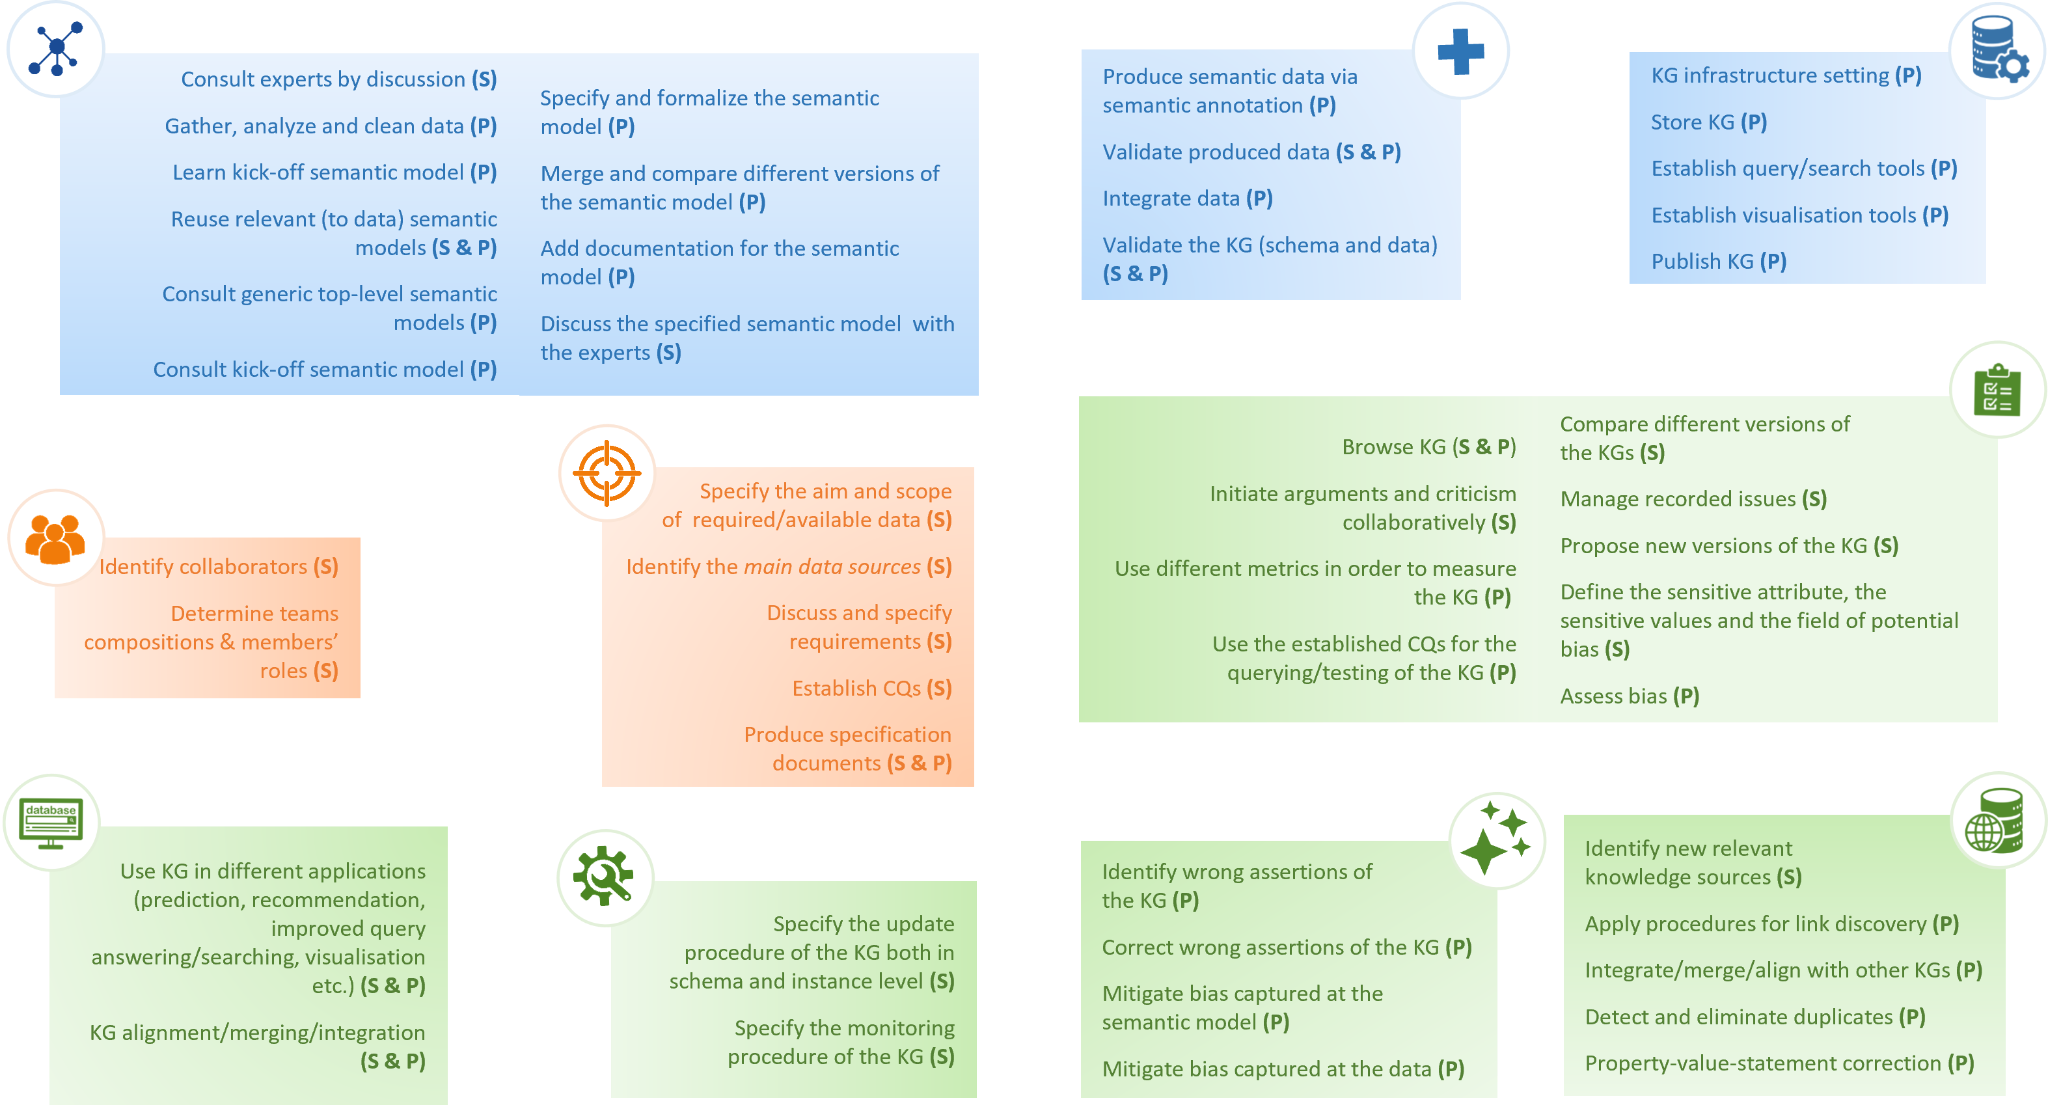 Consult experts by discussion (S)
Gather, analyze and clean data (P)
Learn kick-off semantic model (P)
Reuse relevant (to data) semantic
models (S & P)
Consult generic top-level semantic
models (P)
Consult kick-off semantic model (P)
Specify and formalize the semantic
model (P)
Merge and compare different versions of
the semantic model (P)
Add documentation for the semantic
model (P)
Discuss the specified semantic model  with
the experts (S)
Produce semantic data via
semantic annotation (P)
Validate produced data (S & P)
Integrate data (P)
Validate the KG (schema and data)
(S & P)
KG infrastructure setting (P)
Store KG (P)
Establish query/search tools (P)
Establish visualisation tools (P)
Publish KG (P)
Identify collaborators (S)
Determine teams
compositions & members’
roles (S)
Specify the aim and scope
of  required/available data (S)
Identify the main data sources (S)
Discuss and specify
requirements (S)
Establish CQs (S)
Produce specification
documents (S & P)
Browse KG (S & P)
Initiate arguments and criticism
collaboratively (S)
Use different metrics in order to measure
the KG (P)
Use the established CQs for the
querying/testing of the KG (P)
Compare different versions of
the KGs (S)
Manage recorded issues (S)
Propose new versions of the KG (S)
Define the sensitive attribute, the
sensitive values and the field of potential
bias (S)
Assess bias (P)
database
Use KG in different applications
(prediction, recommendation,
improved query
answering/searching, visualisation
etc.) (S & P)
KG alignment/merging/integration
(S & P)
Specify the update
procedure of the KG both in
schema and instance level (S)
Specify the monitoring
procedure of the KG (S)
Identify wrong assertions of
the KG (P)
Correct wrong assertions of the KG (P)
Mitigate bias captured at the
semantic model (P)
Mitigate bias captured at the data (P)
Identify new relevant
knowledge sources (S)
Apply procedures for link discovery (P)
Integrate/merge/align with other KGs (P)
Detect and eliminate duplicates (P)
Property-value-statement correction (P)